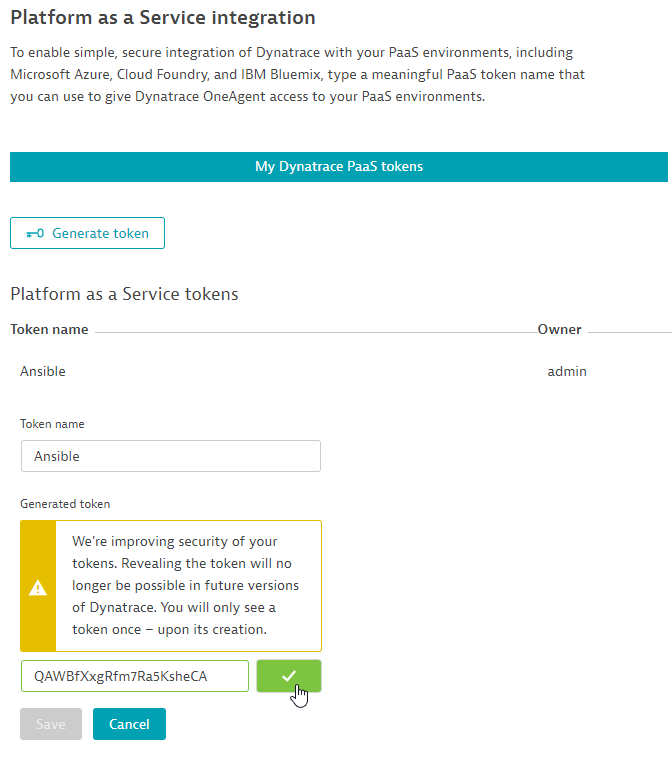 Platform as a Service integration
To enable simple, secure integration of Dynatrace with your PaaS environments, including
Microsoft Azure, Cloud Foundry, and IBM Bluemix, type a meaningful PaaS token name that
you can use to give Dynatrace OneAgent access to your PaaS environments.
My Dynatrace PaaS tokens
Generate token
Platform as a Service tokens
Token name Owner
Ansible admin
Token name
Ansible
Generated token
We're improving security of your
tokens. Revealing the token will no
longer be possible in future versions
of Dynatrace. You will only see a
token once – upon its creation.
QAWBfXxgRfm7Ra5KsheCA
Save Cancel